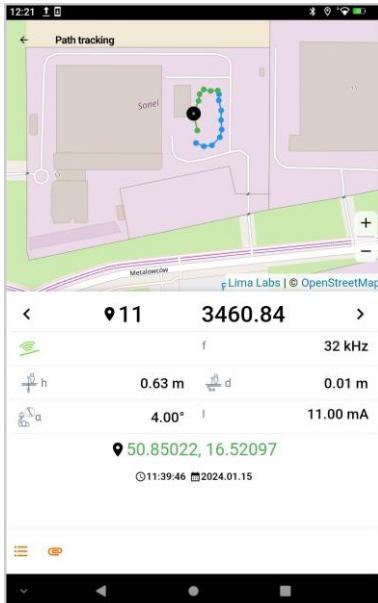 12:21
Path tracking
Sonel
Metalowców
Lima Labs | © OpenStreetMap
11 3460.84
f 32 kHz
h 0.63 m d 0.01 m
α 4.00° I 11.00 mA
50.85022, 16.52097
11:39:46 2024.01.15